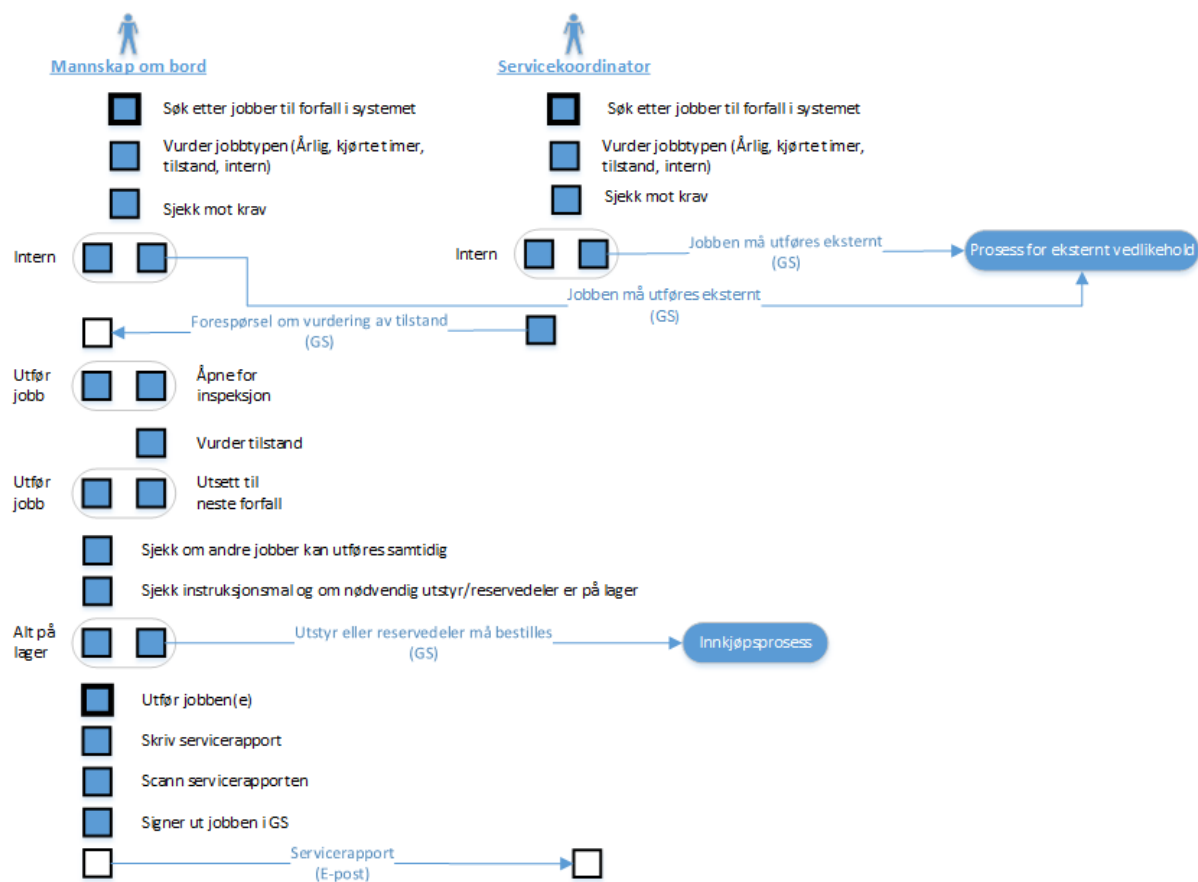 Mannskap om bord
Servicekoordinator
Søk etter jobber til forfall i systemet
Søk etter jobber til forfall i systemet
Vurder jobbtypen (Årlig, kjørte timer,
tilstand, intern)
Vurder jobbtypen (Årlig, kjørte timer,
tilstand, intern)
Sjekk mot krav
Sjekk mot krav
Intern
Intern
Jobben må utføres eksternt
(GS)
Prosess for eksternt vedlikehold
Jobben må utføres eksternt
(GS)
Forespørsel om vurdering av tilstand
(GS)
Utfør
jobb
Åpne for
inspeksjon
Vurder tilstand
Utfør
jobb
Utsett til
neste forfall
Sjekk om andre jobber kan utføres samtidig
Sjekk instruksjonsmal og om nødvendig utstyr/reservedeler er på lager
Alt på
lager
Utstyr eller reservedeler må bestilles
(GS)
Innkjøpsprosess
Utfør jobben(e)
Skriv servicerapport
Scann servicerapporten
Signer ut jobben i GS
Servicerapport
(E-post)